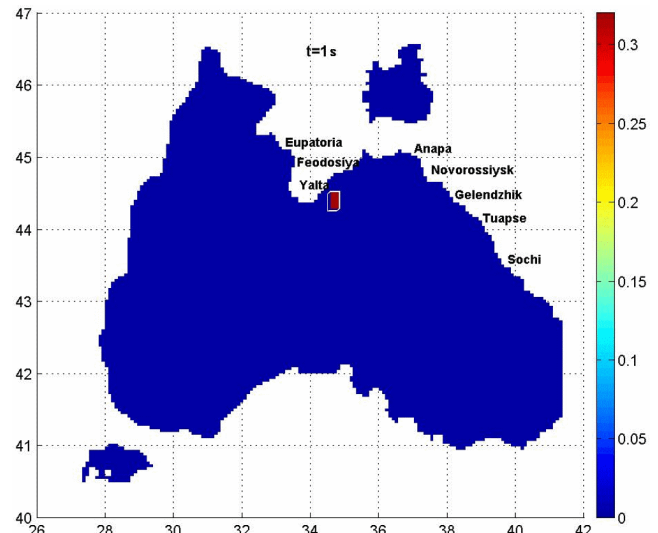 47
t=1s
0.3
46
0.25
Eupatoria
Anapa
45
Feodosiya
Novorossiysk
0.2
Yalta
Gelendzhik
44
Tuapse
0.15
Sochi
43
0.1
42
0.05
41
40
0
26 28 30 32 34 36 38 40 42